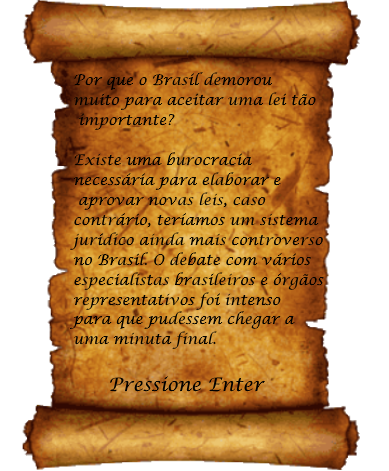 Por que o Brasil demorou
muito para aceitar uma lei tão
importante?
Existe uma burocracia
necessária para elaborar e
aprovar novas leis, caso
contrário, teríamos um sistema
jurídico ainda mais controverso
no Brasil. O debate com vários
especialistas brasileiros e órgãos
representativos foi intenso
para que pudessem chegar a
uma minuta final.
Pressione Enter